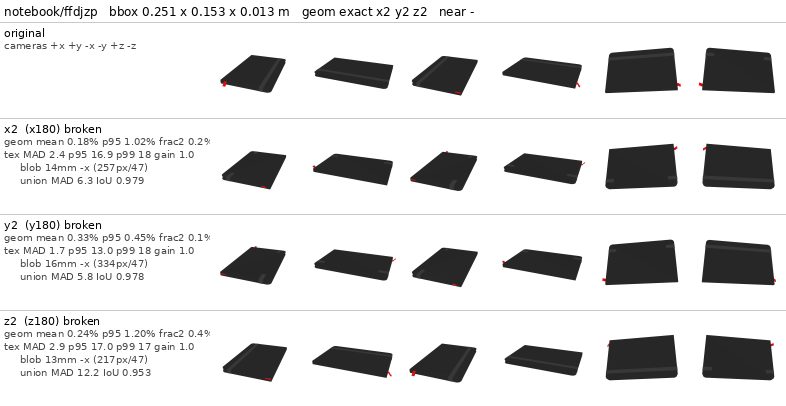 notebook/ffdjzp   bbox 0.251 x 0.153 x 0.013 m   geom exact x2 y2 z2   near -
original
cameras +x +y -x -y +z -z
x2  (x180) broken
geom mean 0.18% p95 1.02% frac2 0.2%
tex MAD 2.4 p95 16.9 p99 18 gain 1.0
blob 14mm -x (257px/47)
union MAD 6.3 IoU 0.979
y2  (y180) broken
geom mean 0.33% p95 0.45% frac2 0.1%
tex MAD 1.7 p95 13.0 p99 18 gain 1.0
blob 16mm -x (334px/47)
union MAD 5.8 IoU 0.978
z2  (z180) broken
geom mean 0.24% p95 1.20% frac2 0.4%
tex MAD 2.9 p95 17.0 p99 17 gain 1.0
blob 13mm -x (217px/47)
union MAD 12.2 IoU 0.953